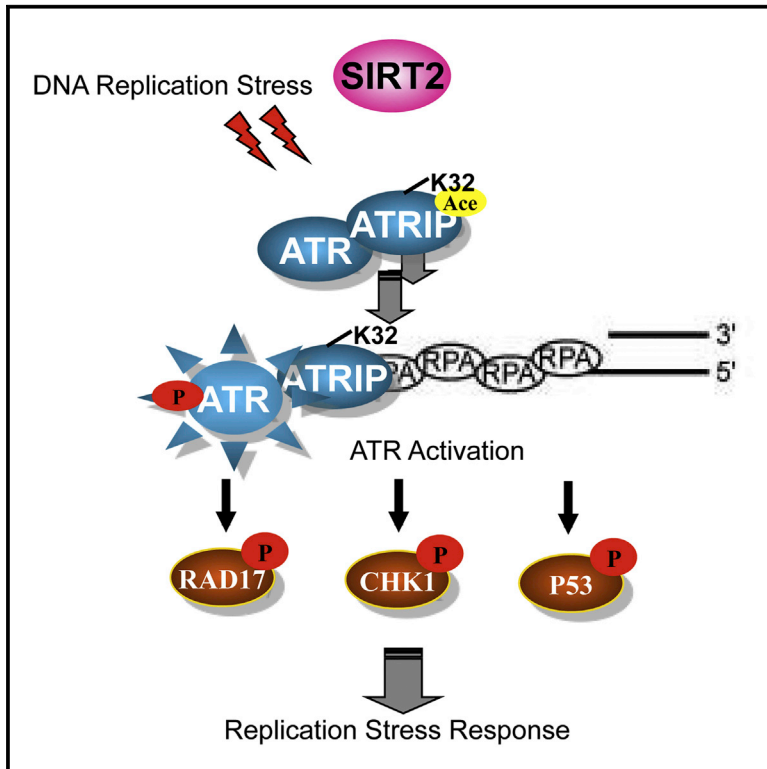 SIRT2
DNA Replication Stress
K32
Ace
ATRIP
ATR
K32
3'
RPA
RPA
RPA
PA
5'
ATRIP
P
ATR
ATR Activation
P
P
P
RAD17
CHK1
P53
Replication Stress Response